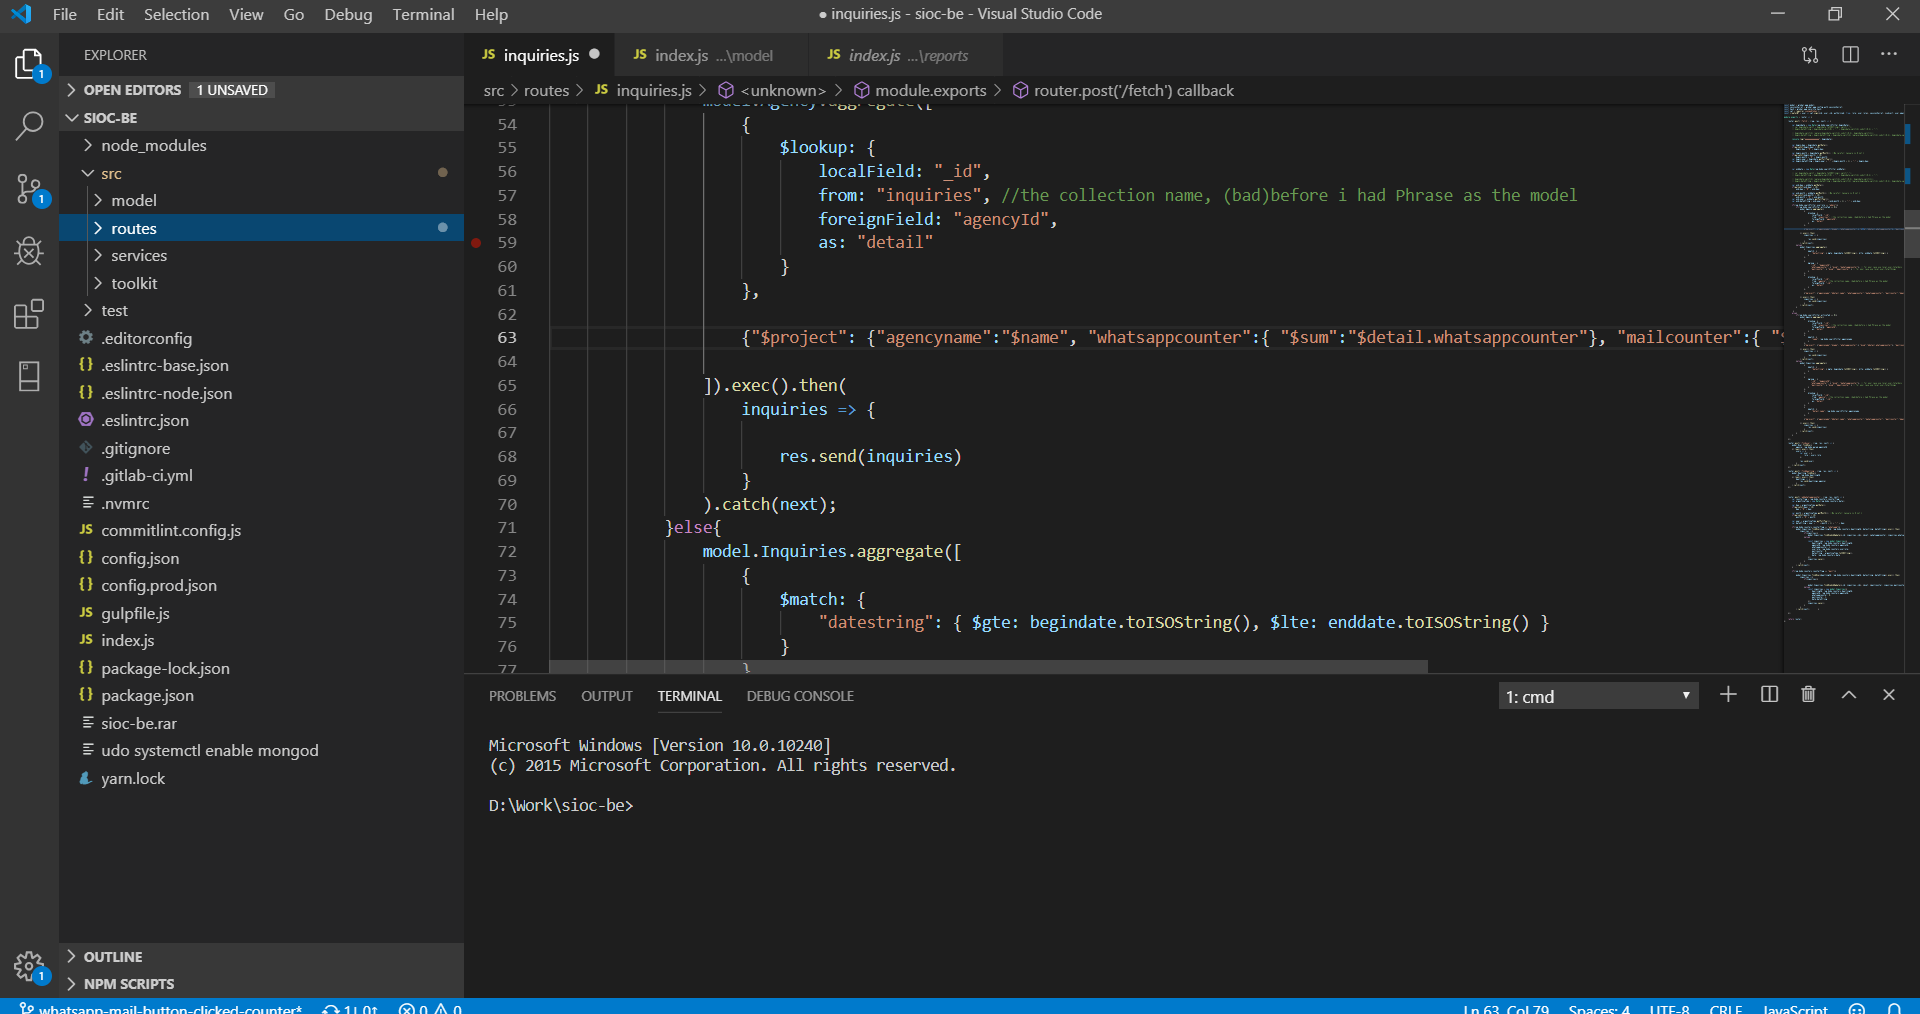 File Edit Selection View Go Debug Terminal Help
● inquiries.js - sioc-be - Visual Studio Code
EXPLORER
OPEN EDITORS 1 UNSAVED
SIOC-BE
node_modules
src
model
routes
services
toolkit
test
.editorconfig
.eslintrc-base.json
.eslintrc-node.json
.eslintrc.json
.gitignore
.gitlab-ci.yml
.nvmrc
commitlint.config.js
config.json
config.prod.json
gulpfile.js
index.js
package-lock.json
package.json
sioc-be.rar
udo systemctl enable mongod
yarn.lock
OUTLINE
NPM SCRIPTS
JS inquiries.js ● JS index.js ...\model JS index.js ...\reports
src > routes > JS inquiries.js > <unknown> > module.exports > router.post('/fetch') callback
53 model.Agency.aggregate([
54 {
55 $lookup: {
56 localField: "_id",
57 from: "inquiries", //the collection name, (bad)before i had Phrase as the model
58 foreignField: "agencyId",
59 as: "detail"
60 }
61 },
62
63 {"$project": {"agencyname":"$name", "whatsappcounter":{ "$sum":"$detail.whatsappcounter"}, "mailcounter":{ "$
64
65 ]).exec().then(
66 inquiries => {
67
68 res.send(inquiries)
69 }
70 ).catch(next);
71 }else{
72 model.Inquiries.aggregate([
73 {
74 $match: {
75 "datestring": { $gte: begindate.toISOString(), $lte: enddate.toISOString() }
76 }
77 }
PROBLEMS OUTPUT TERMINAL DEBUG CONSOLE
1: cmd
Microsoft Windows [Version 10.0.10240]
(c) 2015 Microsoft Corporation. All rights reserved.
D:\Work\sioc-be>
whatsapp-mail-button-clicked-counter* 1↓ 0↑ 0 0
Ln 63, Col 79 Spaces: 4 UTF-8 CRLF JavaScript